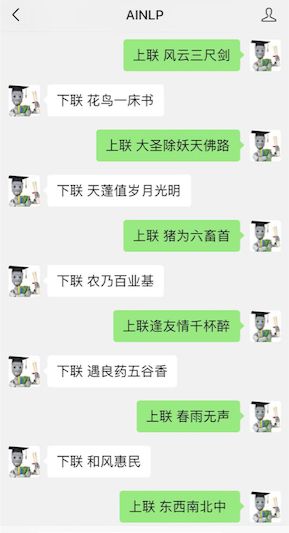 AINLP
上联 风云三尺剑
下联 花鸟一床书
上联 大圣除妖天佛路
下联 天蓬值岁月光明
上联 猪为六畜首
下联 农乃百业基
上联逢友情千杯醉
下联 遇良药五谷香
上联 春雨无声
下联 和风惠民
上联 东西南北中